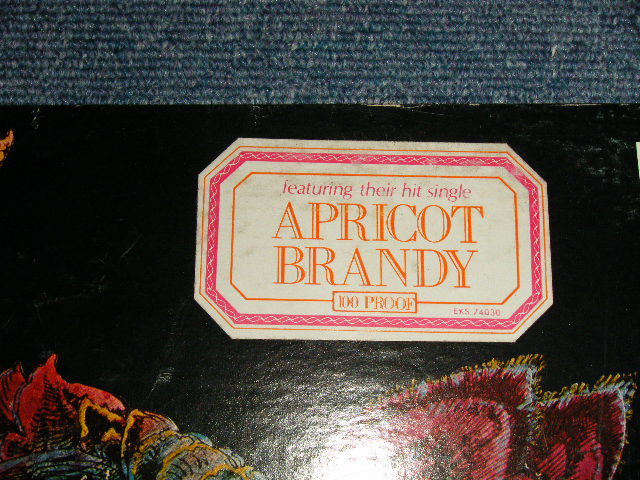 featuring their hit single
APRICOT
BRANDY
100 PROOF
EKS 74030